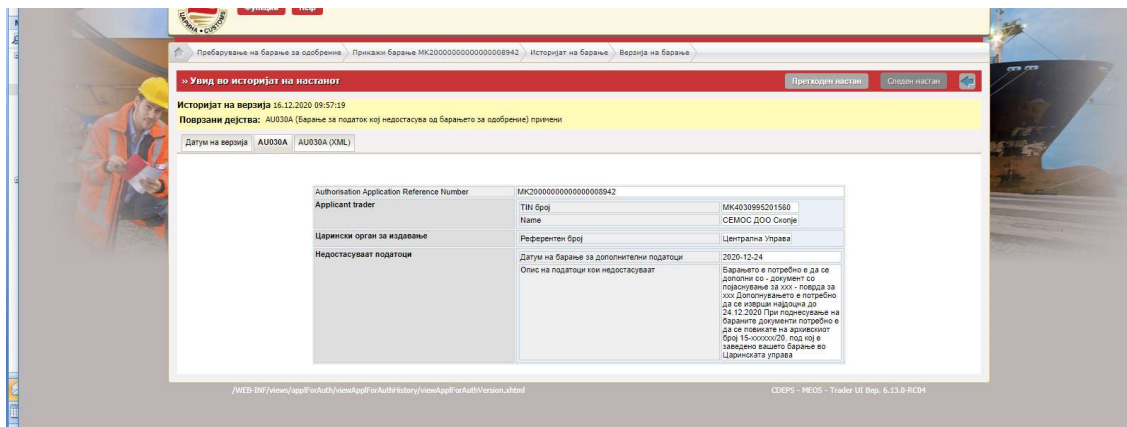 ЦАРИНА • CUSTOMS
Функции Help
Пребарување на барање за одобрение Прикажи барање MK20000000000000008942 Историјат на барање Верзија на барање
» Увид во историјат на настанот Претходен настан Следен настан
Историјат на верзија 16.12.2020 09:57:19
Поврзани дејства: AU030A (Барање за податок кој недостасува од барањето за одобрение) примени
Датум на верзија AU030A AU030A (XML)
Authorisation Application Reference Number MK20000000000000008942
Applicant trader TIN број MK4030995201560
Name СЕМОС ДОО Скопје
Царински орган за издавање Референтен број Централна Управа
Недостасуваат податоци Датум на барање за дополнителни податоци 2020-12-24
Опис на податоци кои недостасуваат Барањето е потребно е да се
дополни со - документ со
појаснување за xxx - поврда за
xxx Дополнувањето е потребно
да се изврши најдоцна до
24.12.2020 При поднесување на
бараните документи потребно е
да се повикате на архивскиот
број 15-xxxxxx/20, под кој е
заведено вашето барање во
Царинската управа
/WEB-INF/views/applForAuth/viewApplForAuthHistory/viewApplForAuthVersion.xhtml CDEPS - MEOS - Trader UI Вер. 6.13.0-RC04